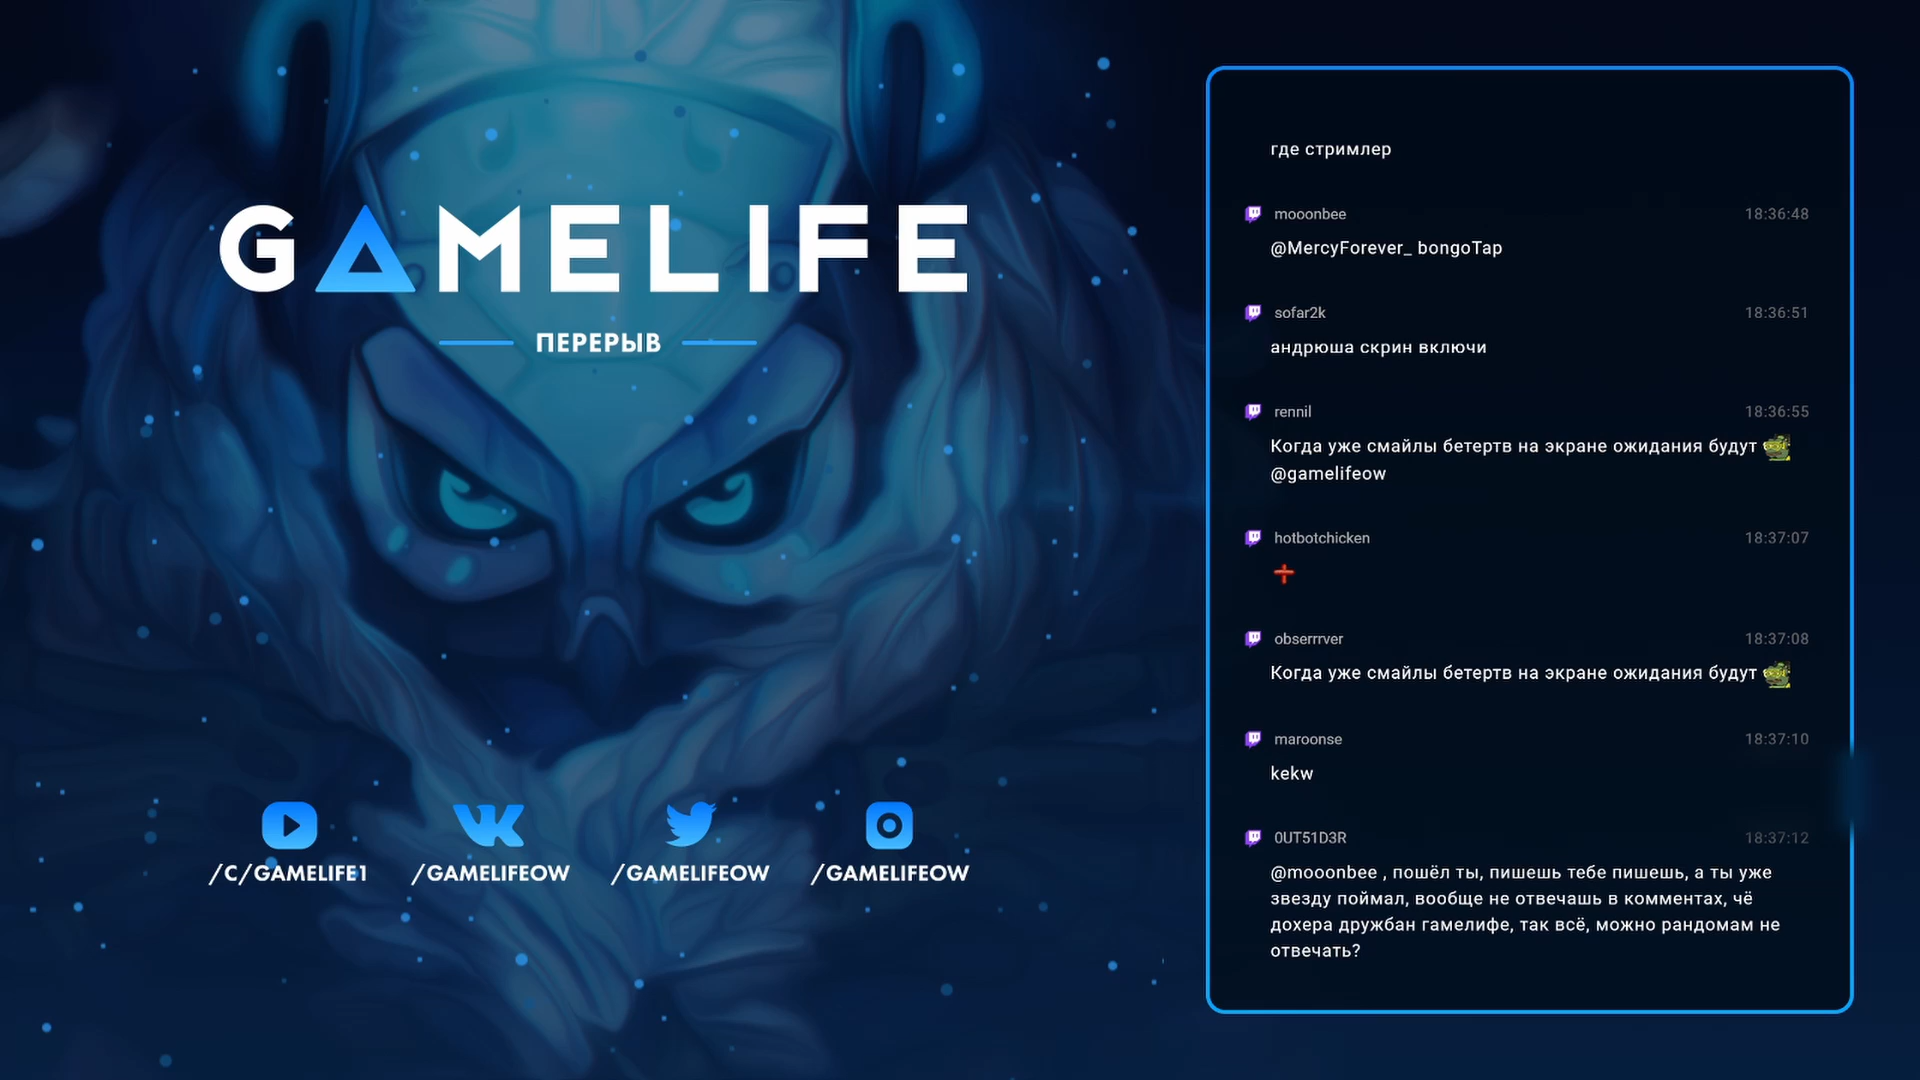 GAMELIFE
ПЕРЕРЫВ
/C/GAMELIFE1
/GAMELIFEOW
/GAMELIFEOW
/GAMELIFEOW
где стримлер
mooonbee 18:36:48
@MercyForever_ bongoTap
sofar2k 18:36:51
андрюша скрин включи
rennil 18:36:55
Когда уже смайлы бетертв на экране ожидания будут
@gamelifeow
hotbotchicken 18:37:07
obserrrver 18:37:08
Когда уже смайлы бетертв на экране ожидания будут
maroonse 18:37:10
kekw
0UT51D3R 18:37:12
@mooonbee , пошёл ты, пишешь тебе пишешь, а ты уже
звезду поймал, вообще не отвечашь в комментах, чё
дохера дружбан гамелифе, так всё, можно рандомам не
отвечать?